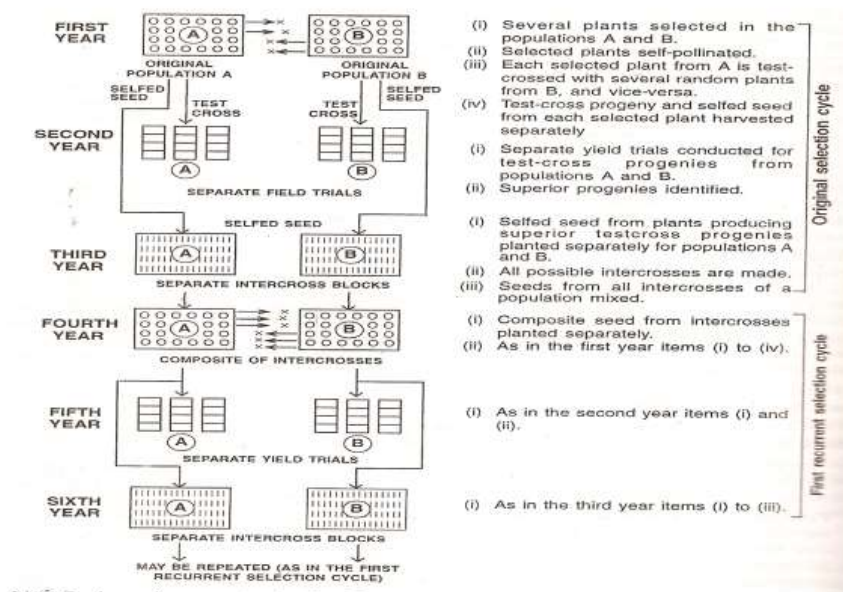 FIRST
YEAR
A
B
ORIGINAL
POPULATION A
ORIGINAL
POPULATION B
SELFED
SEED
TEST
CROSS
TEST
CROSS
SELFED
SEED
(i) Several plants selected in the
populations A and B.
(ii) Selected plants self-pollinated.
(iii) Each selected plant from A is test-
crossed with several random plants
from B, and vice-versa.
(iv) Test-cross progeny and selfed seed
from each selected plant harvested
separately
SECOND
YEAR
A
B
SEPARATE FIELD TRIALS
(i) Separate yield trials conducted for
test-cross progenies from
populations A and B.
(ii) Superior progenies identified.
SELFED SEED
THIRD
YEAR
A
B
SEPARATE INTERCROSS BLOCKS
(i) Selfed seed from plants producing
superior testcross progenies
planted separately for populations A
and B.
(ii) All possible intercrosses are made.
(iii) Seeds from all intercrosses of a
population mixed.
Original selection cycle
FOURTH
YEAR
A
B
COMPOSITE OF INTERCROSSES
(i) Composite seed from intercrosses
planted separately.
(ii) As in the first year items (i) to (iv).
FIFTH
YEAR
A
B
SEPARATE YIELD TRIALS
(i) As in the second year items (i) and
(ii).
SIXTH
YEAR
A
B
SEPARATE INTERCROSS BLOCKS
(i) As in the third year items (i) to (iii).
First recurrent selection cycle
MAY BE REPEATED (AS IN THE FIRST
RECURRENT SELECTION CYCLE)